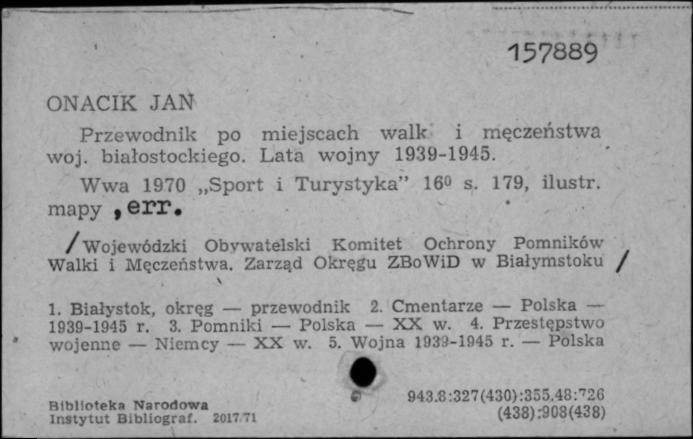 157889
ONACIK JAN
Przewodnik po miejscach walk i męczeństwa
woj. białostockiego. Lata wojny 1939-1945.
Wwa 1970 „Sport i Turystyka” 16⁰ s. 179, ilustr.
mapy , err.
/ Wojewódzki Obywatelski Komitet Ochrony Pomników
Walki i Męczeństwa. Zarząd Okręgu ZBoWiD w Białymstoku /
1. Białystok, okręg — przewodnik 2. Cmentarze — Polska —
1939-1945 r. 3. Pomniki — Polska — XX w. 4. Przestępstwo
wojenne — Niemcy — XX w. 5. Wojna 1939-1945 r. — Polska
943.8:327(430):355.48:726
Biblioteka Narodowa
(438):908(438)
Instytut Bibliograf. 2017/71